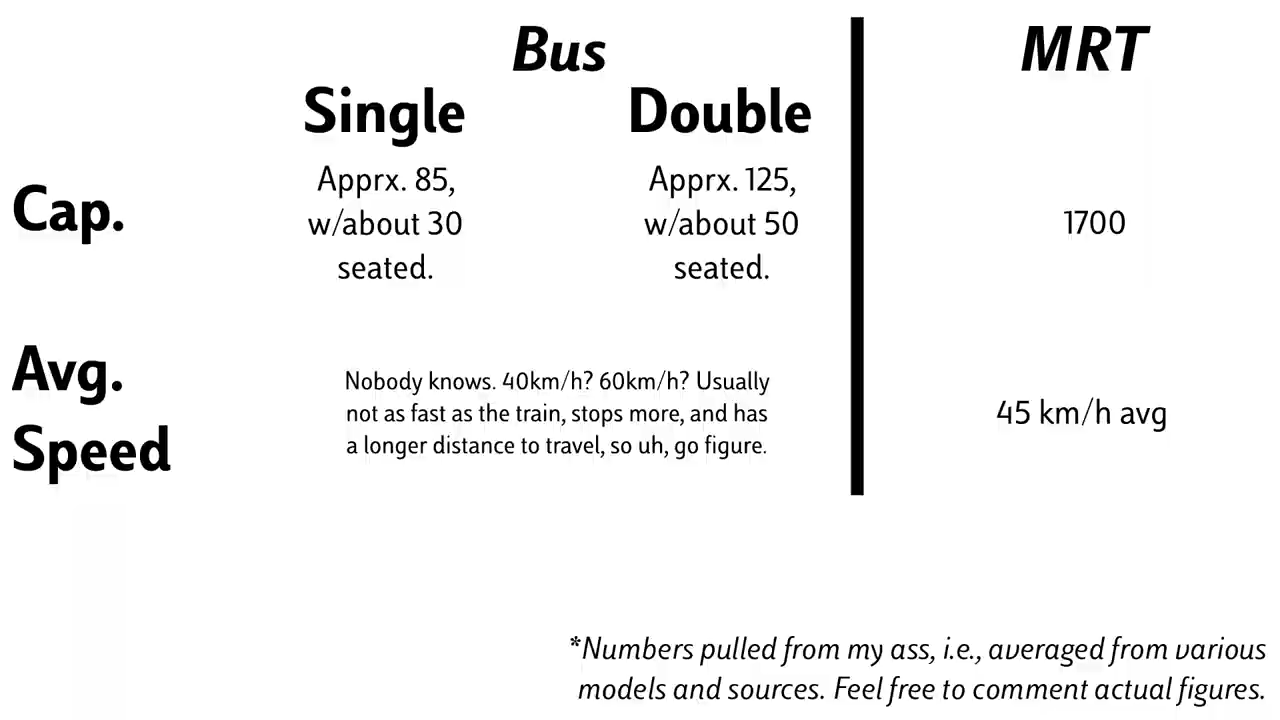 Bus
MRT
Single
Double
Cap.
Apprx. 85,
w/about 30
seated.
Apprx. 125,
w/about 50
seated.
1700
Avg.
Speed
Nobody knows. 40km/h? 60km/h? Usually
not as fast as the train, stops more, and has
a longer distance to travel, so uh, go figure.
45 km/h avg
*Numbers pulled from my ass, i.e., averaged from various
models and sources. Feel free to comment actual figures.